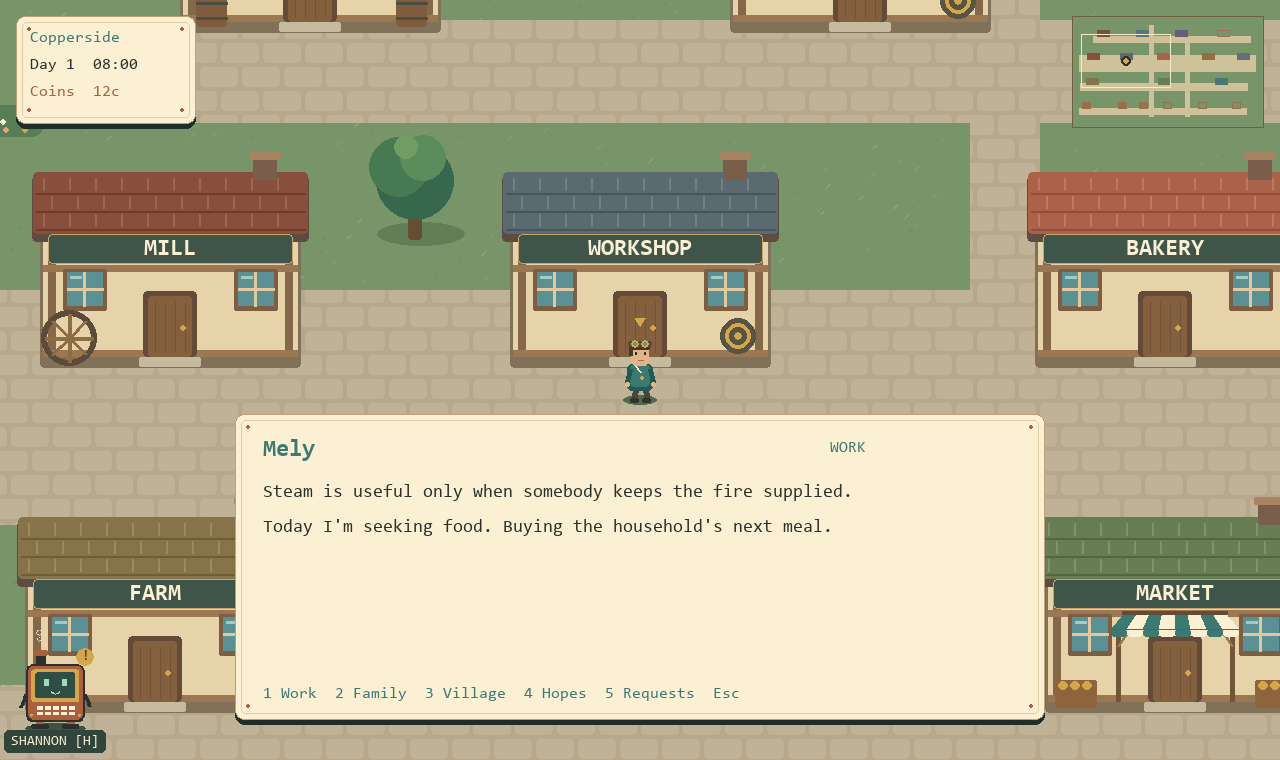 Copperside
Day 1 08:00
Coins 12c
MILL
WORKSHOP
BAKERY
Mely
WORK
Steam is useful only when somebody keeps the fire supplied.
Today I'm seeking food. Buying the household's next meal.
FARM
MARKET
!
1 Work 2 Family 3 Village 4 Hopes 5 Requests Esc
SHANNON [H]